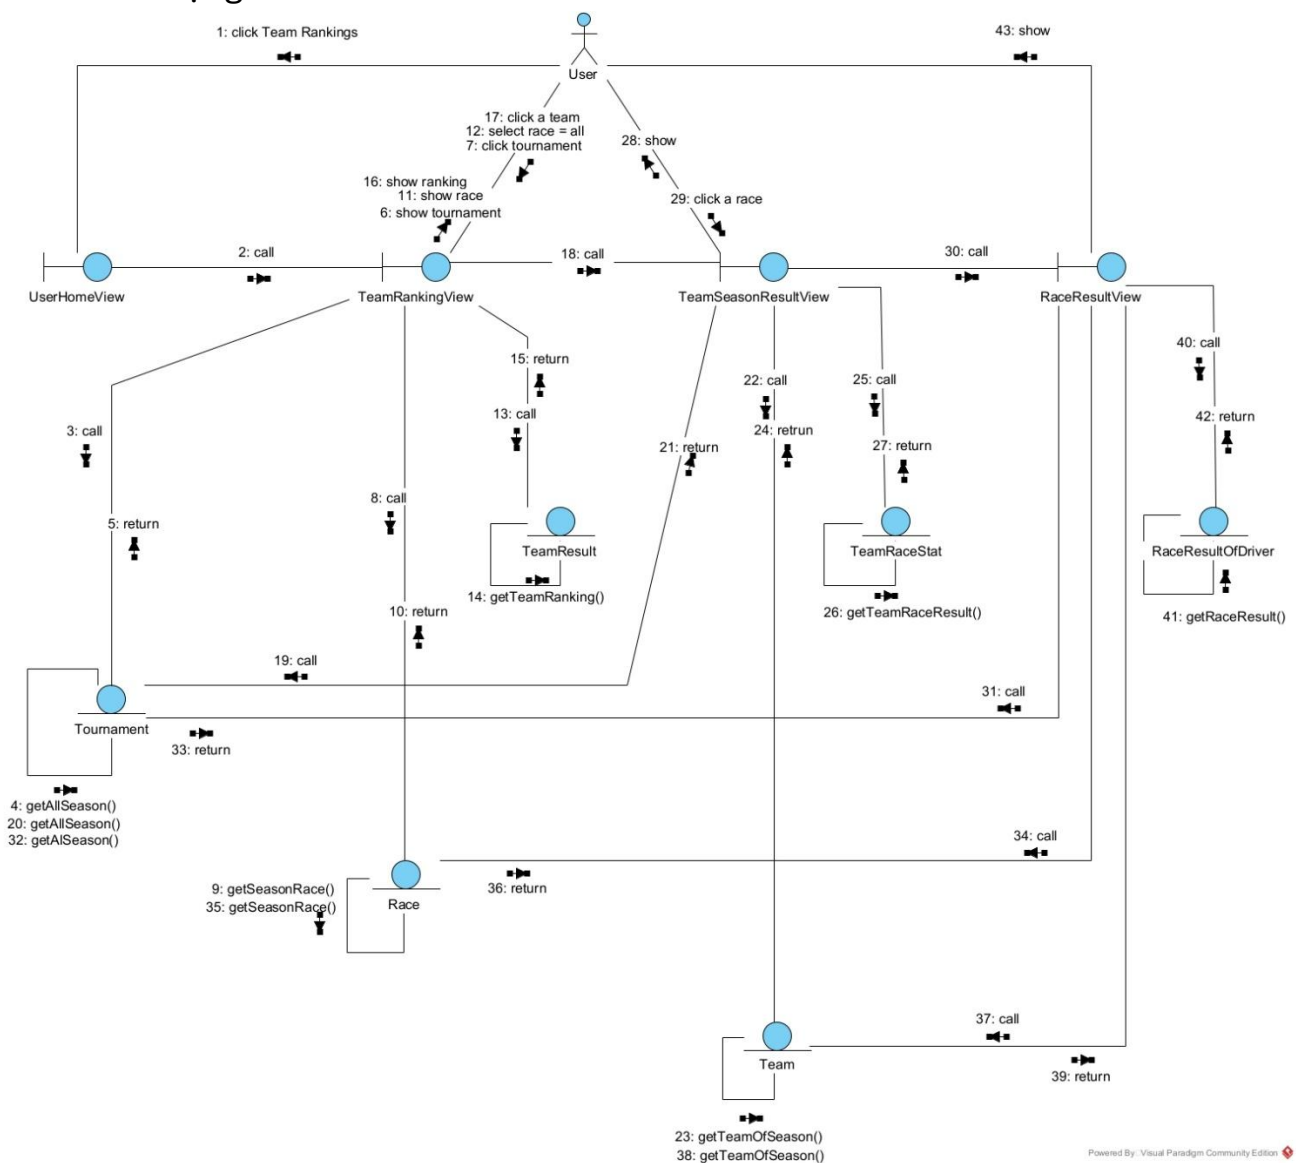 1: click Team Rankings
43: show
User
17: click a team
12: select race = all
7: click tournament
28: show
16: show ranking
11: show race
6: show tournament
29: click a race
2: call
18: call
30: call
UserHomeView
TeamRankingView
TeamSeasonResultView
RaceResultView
15: return
13: call
22: call
24: retrun
25: call
27: return
40: call
42: return
3: call
21: return
8: call
5: return
TeamResult
14: getTeamRanking()
TeamRaceStat
26: getTeamRaceResult()
RaceResultOfDriver
41: getRaceResult()
10: return
19: call
31: call
Tournament
33: return
4: getAllSeason()
20: getAllSeason()
32: getAlSeason()
34: call
9: getSeasonRace()
35: getSeasonRace()
Race
36: return
37: call
Team
39: return
23: getTeamOfSeason()
38: getTeamOfSeason()
Powered By: Visual Paradigm Community Edition